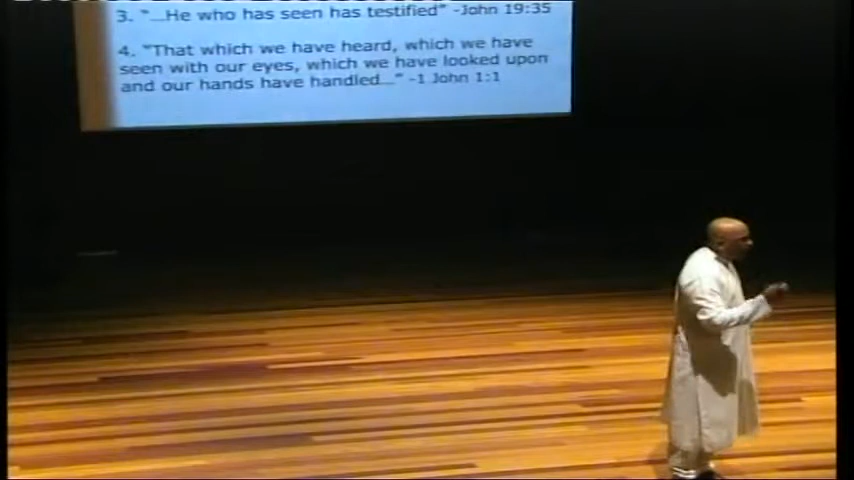 3. "...He who has seen has testified" -John 19:35
4. "That which we have heard, which we have
seen with our eyes, which we have looked upon
and our hands have handled..." -1 John 1:1